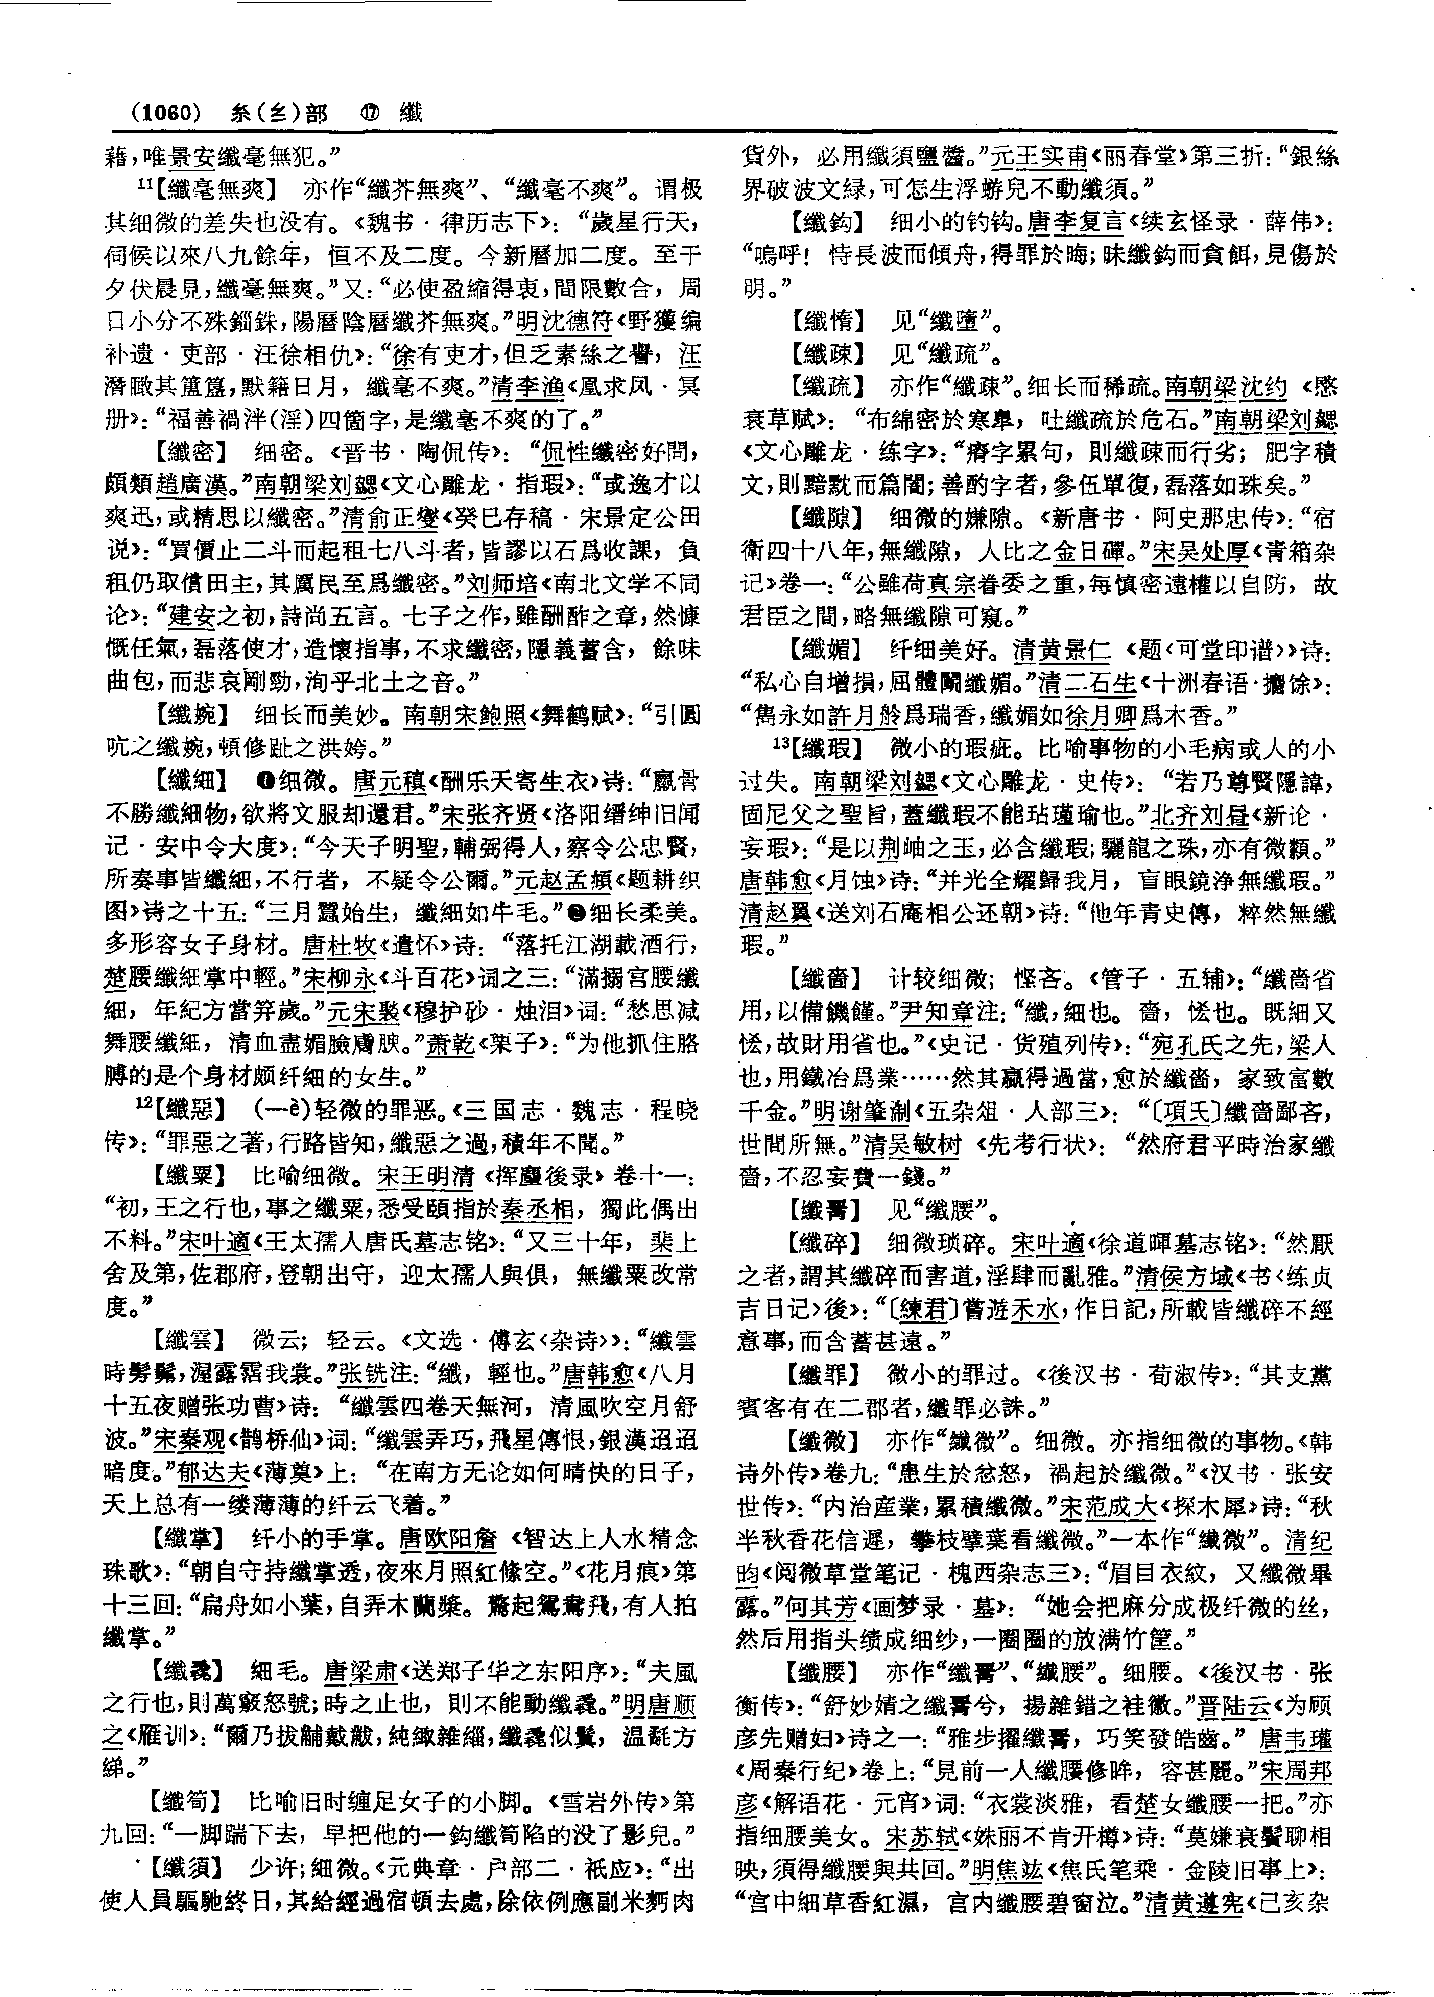 (1060) 糸(纟)部 ⑰ 纖
藉，唯景安纖毫無犯。”
¹¹【纖毫無爽】 亦作“纖芥無爽”、“纖毫不爽”。谓极
其细微的差失也没有。《魏书·律历志下》：“歲星行天，
伺候以來八九餘年，恒不及二度。今新曆加二度。至于
夕伏晨見，纖毫無爽。”又：“必使盈縮得衷，間限數合，周
日小分不殊錙銖，陽曆陰曆纖芥無爽。”明沈德符《野獲编
补遗·吏部·汪徐相仇》：“徐有吏才，但乏素絲之譽，汪
潛瞰其簠簋，默籍日月，纖毫不爽。”清李渔《凰求凤·冥
册》：“福善禍泮(淫)四箇字，是纖毫不爽的了。”
【纖密】 细密。《晋书·陶侃传》：“侃性纖密好問，
頗類趙廣漢。”南朝梁刘勰《文心雕龙·指瑕》：“或逸才以
爽迅，或精思以纖密。”清俞正燮《癸巳存稿·宋景定公田
说》：“買價止二斗而起租七八斗者，皆謬以石爲收課，負
租仍取償田主，其厲民至爲纖密。”刘师培《南北文学不同
论》：“建安之初，詩尚五言。七子之作，雖酬酢之章，然慷
慨任氣，磊落使才，造懷指事，不求纖密，隱義蓄含，餘味
曲包，而悲哀剛勁，洵乎北土之音。”
【纖婉】 细长而美妙。南朝宋鲍照《舞鹤赋》：“引圓
吭之纖婉，頓修趾之洪姱。”
【纖細】 ❶细微。唐元稹《酬乐天寄生衣》诗：“羸骨
不勝纖細物，欲將文服却還君。”宋张齐贤《洛阳缙绅旧闻
记·安中令大度》：“今天子明聖，輔弼得人，察令公忠賢，
所奏事皆纖細，不行者，不疑令公爾。”元赵孟頫《题耕织
图》诗之十五：“三月蠶始生，纖細如牛毛。”❷细长柔美。
多形容女子身材。唐杜牧《遣怀》诗：“落托江湖載酒行，
楚腰纖細掌中輕。”宋柳永《斗百花》词之三：“滿搦宫腰纖
細，年紀方當笄歲。”元宋褧《穆护砂·烛泪》词：“愁思减
舞腰纖細，清血盡媚臉膚腴。”萧乾《栗子》：“为他抓住胳
膊的是个身材颇纤细的女生。”
¹²【纖惡】 (—è)轻微的罪恶。《三国志·魏志·程晓
传》：“罪惡之著，行路皆知，纖惡之過，積年不聞。”
【纖粟】 比喻细微。宋王明清《挥麈後录》卷十一：
“初，王之行也，事之纖粟，悉受頤指於秦丞相，獨此偶出
不料。”宋叶適《王太孺人唐氏墓志铭》：“又三十年，棐上
舍及第，佐郡府，登朝出守，迎太孺人與俱，無纖粟改常
度。”
【纖雲】 微云；轻云。《文选·傅玄〈杂诗〉》：“纖雲
時髣髴，渥露霑我裳。”张铣注：“纖，輕也。”唐韩愈《八月
十五夜赠张功曹》诗：“纖雲四卷天無河，清風吹空月舒
波。”宋秦观《鹊桥仙》词：“纖雲弄巧，飛星傳恨，銀漢迢迢
暗度。”郁达夫《薄奠》上：“在南方无论如何晴快的日子，
天上总有一缕薄薄的纤云飞着。”
【纖掌】 纤小的手掌。唐欧阳詹《智达上人水精念
珠歌》：“朝自守持纖掌透，夜來月照紅絛空。”《花月痕》第
十三回：“扁舟如小葉，自弄木蘭槳。驚起鴛鴦飛，有人拍
纖掌。”
【纖毳】 细毛。唐梁肃《送郑子华之东阳序》：“夫風
之行也，則萬竅怒號；時之止也，則不能動纖毳。”明唐顺
之《雁训》：“爾乃拔黼戴黻，純緅雜緇，纖毳似鬒，温毦方
綈。”
【纖筍】 比喻旧时缠足女子的小脚。《雪岩外传》第
九回：“一脚踹下去，早把他的一鈎纖筍陷的没了影兒。”
【纖須】 少许；细微。《元典章·户部二·祇应》：“出
使人員驅馳終日，其給經過宿頓去處，除依例應副米麪肉
貨外，必用纖須鹽醬。”元王实甫《丽春堂》第三折：“銀絲
界破波文緑，可怎生浮蝣兒不動纖須。”
【纖鈎】 细小的钓钩。唐李复言《续玄怪录·薛伟》：
“嗚呼！恃長波而傾舟，得罪於晦；昧纖鈎而貪餌，見傷於
明。”
【纖惰】 见“纖墮”。
【纖疎】 见“纖疏”。
【纖疏】 亦作“纖疎”。细长而稀疏。南朝梁沈约《愍
衰草赋》：“布綿密於寒臯，吐纖疏於危石。”南朝梁刘勰
《文心雕龙·练字》：“瘠字累句，則纖疎而行劣；肥字積
文，則黯黕而篇闇；善酌字者，參伍單復，磊落如珠矣。”
【纖隙】 细微的嫌隙。《新唐书·阿史那忠传》：“宿
衛四十八年，無纖隙，人比之金日磾。”宋吴处厚《青箱杂
记》卷一：“公雖荷真宗眷委之重，每慎密遠權以自防，故
君臣之間，略無纖隙可窺。”
【纖媚】 纤细美好。清黄景仁《题〈可堂印谱〉》诗：
“私心自增損，屈體鬭纖媚。”清二石生《十洲春语·攟馀》：
“雋永如許月舲爲瑞香，纖媚如徐月卿爲木香。”
¹³【纖瑕】 微小的瑕疵。比喻事物的小毛病或人的小
过失。南朝梁刘勰《文心雕龙·史传》：“若乃尊賢隱諱，
固尼父之聖旨，蓋纖瑕不能玷瑾瑜也。”北齐刘昼《新论·
妄瑕》：“是以荆岫之玉，必含纖瑕；驪龍之珠，亦有微纇。”
唐韩愈《月蚀》诗：“并光全耀歸我月，盲眼鏡浄無纖瑕。”
清赵翼《送刘石庵相公还朝》诗：“他年青史傳，粹然無纖
瑕。”
【纖嗇】 计较细微；悭吝。《管子·五辅》：“纖嗇省
用，以備饑饉。”尹知章注：“纖，細也。嗇，恡也。既細又
恡，故財用省也。”《史记·货殖列传》：“宛孔氏之先，梁人
也，用鐵冶爲業……然其贏得過當，愈於纖嗇，家致富數
千金。”明谢肇淛《五杂俎·人部三》：“〔項氏〕纖嗇鄙吝，
世間所無。”清吴敏树《先考行状》：“然府君平時治家纖
嗇，不忍妄費一錢。”
【纖膋】 见“纖腰”。
【纖碎】 细微琐碎。宋叶適《徐道暉墓志铭》：“然厭
之者，謂其纖碎而害道，淫肆而亂雅。”清侯方域《书〈练贞
吉日记〉後》：“〔練君〕嘗遊禾水，作日記，所載皆纖碎不經
意事，而含蓄甚遠。”
【纖罪】 微小的罪过。《後汉书·荀淑传》：“其支黨
賓客有在二郡者，纖罪必誅。”
【纖微】 亦作“孅微”。细微。亦指细微的事物。《韩
诗外传》卷九：“患生於忿怒，禍起於纖微。”《汉书·张安
世传》：“内治産業，累積纖微。”宋范成大《探木犀》诗：“秋
半秋香花信遲，攀枝擘葉看纖微。”一本作“孅微”。清纪
昀《阅微草堂笔记·槐西杂志三》：“眉目衣紋，又纖微畢
露。”何其芳《画梦录·墓》：“她会把麻分成极纤微的丝，
然后用指头绩成细纱，一圈圈的放满竹筐。”
【纖腰】 亦作“纖膋”、“孅腰”。细腰。《後汉书·张
衡传》：“舒妙婧之纖膋兮，揚雜錯之袿徽。”晋陆云《为顾
彦先赠妇》诗之一：“雅步擢纖膋，巧笑發皓齒。” 唐韦瓘
《周秦行纪》卷上：“見前一人纖腰修眸，容甚麗。”宋周邦
彦《解语花·元宵》词：“衣裳淡雅，看楚女纖腰一把。”亦
指细腰美女。宋苏轼《姝丽不肯开樽》诗：“莫嫌衰鬢聊相
映，須得纖腰與共回。”明焦竑《焦氏笔乘·金陵旧事上》：
“宫中細草香紅濕，宫内纖腰碧窗泣。”清黄遵宪《己亥杂